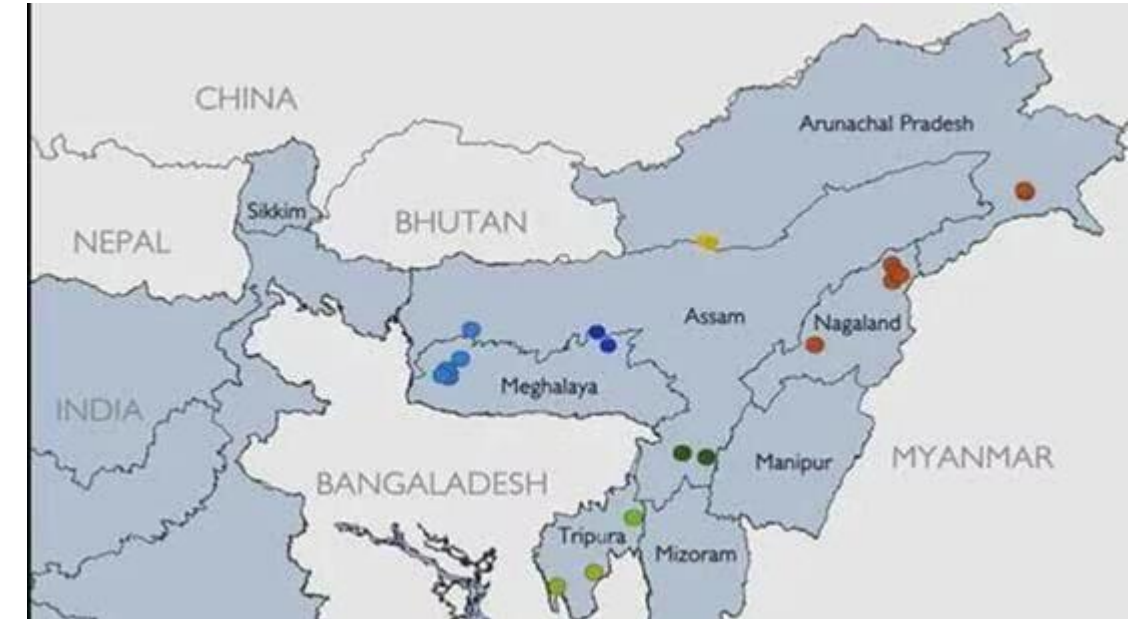 CHINA
Arunachal Pradesh
Sikkim
BHUTAN
NEPAL
Assam
Nagaland
Meghalaya
INDIA
Manipur
MYANMAR
BANGALADESH
Tripura
Mizoram